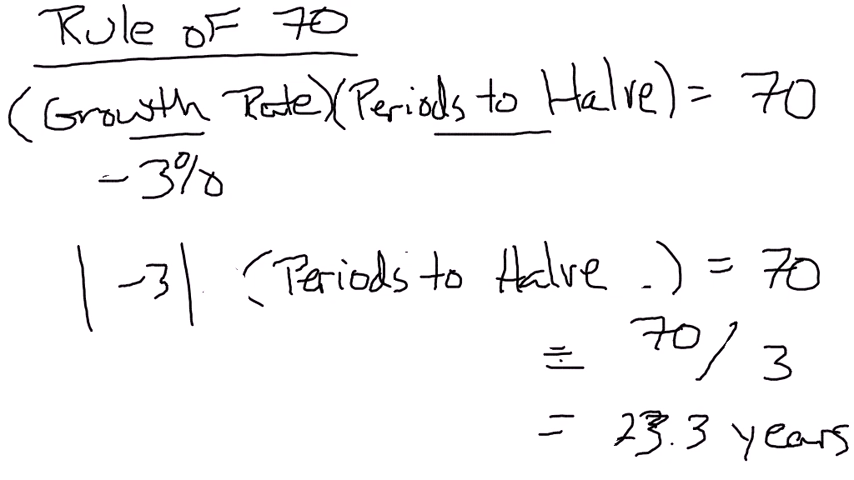 Rule of 70
(Growth Rate)(Periods to Halve) = 70
- 3%
|-3| (Periods to Halve .) = 70
= 70/3
= 23.3 years